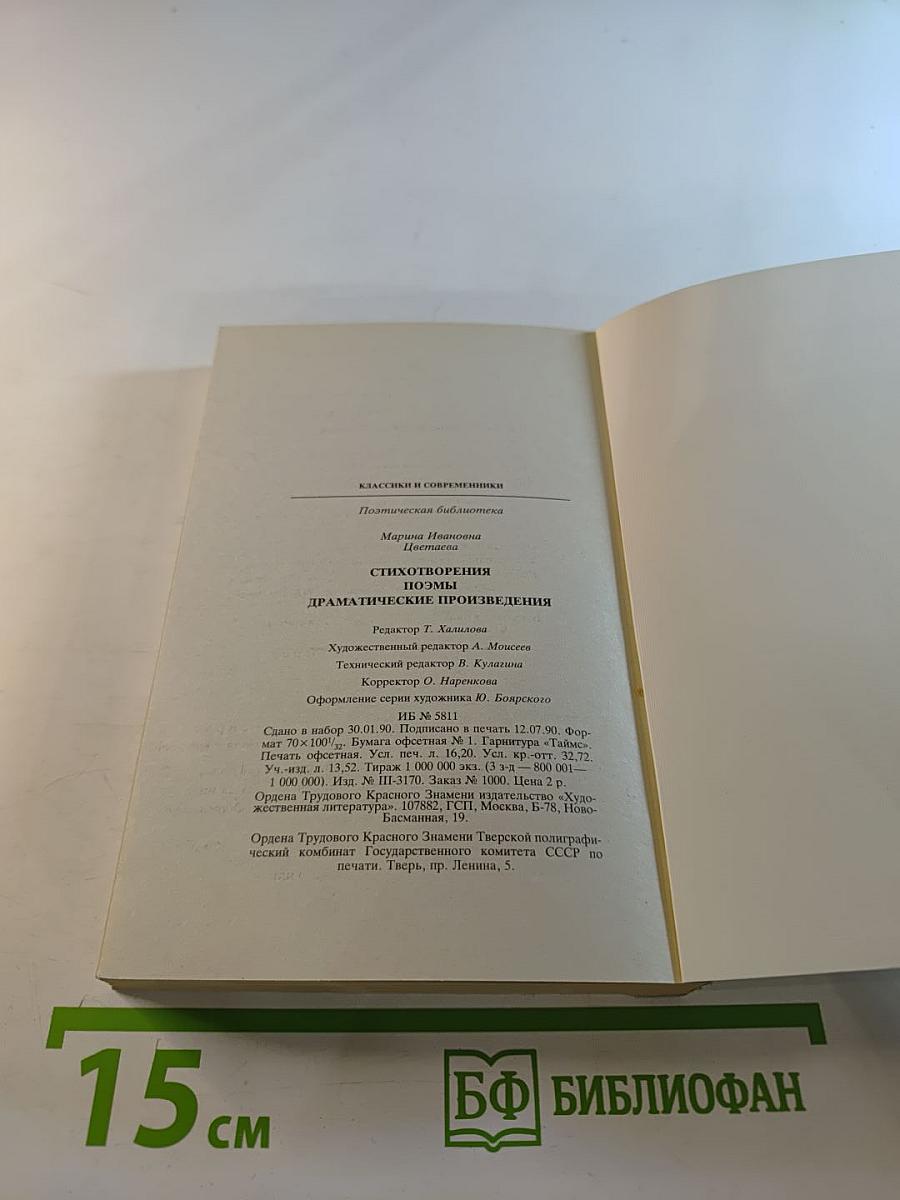 КЛАССИКИ И СОВРЕМЕННИКИ
Поэтическая библиотека
Марина Ивановна
Цветаева
СТИХОТВОРЕНИЯ
ПОЭМЫ
ДРАМАТИЧЕСКИЕ ПРОИЗВЕДЕНИЯ
Редактор Т. Халилова
Художественный редактор А. Моисеев
Технический редактор В. Кулагина
Корректор О. Наренкова
Оформление серии художника Ю. Боярского
ИБ № 5811
Сдано в набор 30.01.90. Подписано в печать 12.07.90. Фор-
мат 70×100¹/₃₂. Бумага офсетная № 1. Гарнитура «Таймс».
Печать офсетная. Усл. печ. л. 16,20. Усл. кр.-отт. 32,72.
Уч.-изд. л. 13,52. Тираж 1 000 000 экз. (3 з-д — 800 001—
1 000 000). Изд. № III-3170. Заказ № 1000. Цена 2 р.
Ордена Трудового Красного Знамени издательство «Худо-
жественная литература». 107882, ГСП, Москва, Б-78, Ново-
Басманная, 19.
Ордена Трудового Красного Знамени Тверской полиграфи-
ческий комбинат Государственного комитета СССР по
печати. Тверь, пр. Ленина, 5.
15 см
БФ БИБЛИОФАН